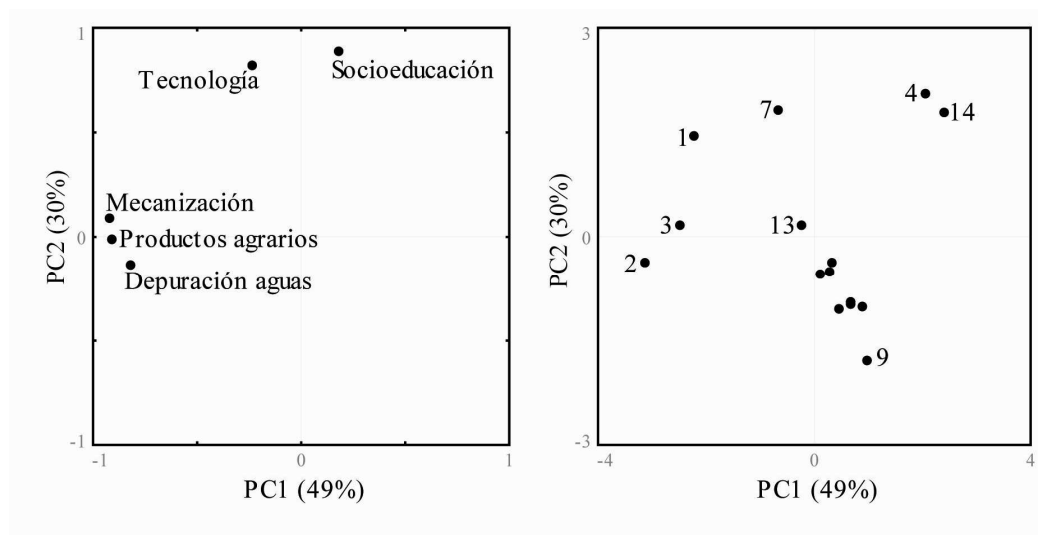 1
Tecnología
Socioeducación
PC2 (30%)
Mecanización
0
Productos agrarios
Depuración aguas
-1
-1
0
1
PC1 (49%)
3
4
14
7
1
PC2 (30%)
3
13
0
2
9
-3
-4
0
4
PC1 (49%)